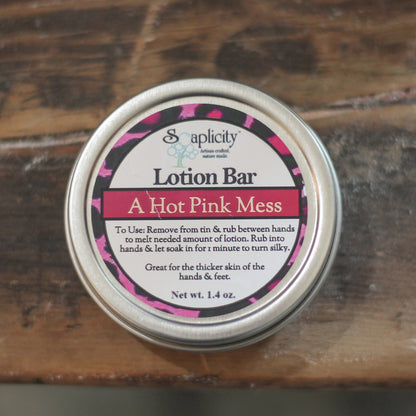 Soaplicity™
Artisan crafted,
nature made.
Lotion Bar
A Hot Pink Mess
To Use: Remove from tin & rub between hands
to melt needed amount of lotion. Rub into
hands & let soak in for 1 minute to turn silky.
Great for the thicker skin of the
hands & feet.
Net wt. 1.4 oz.